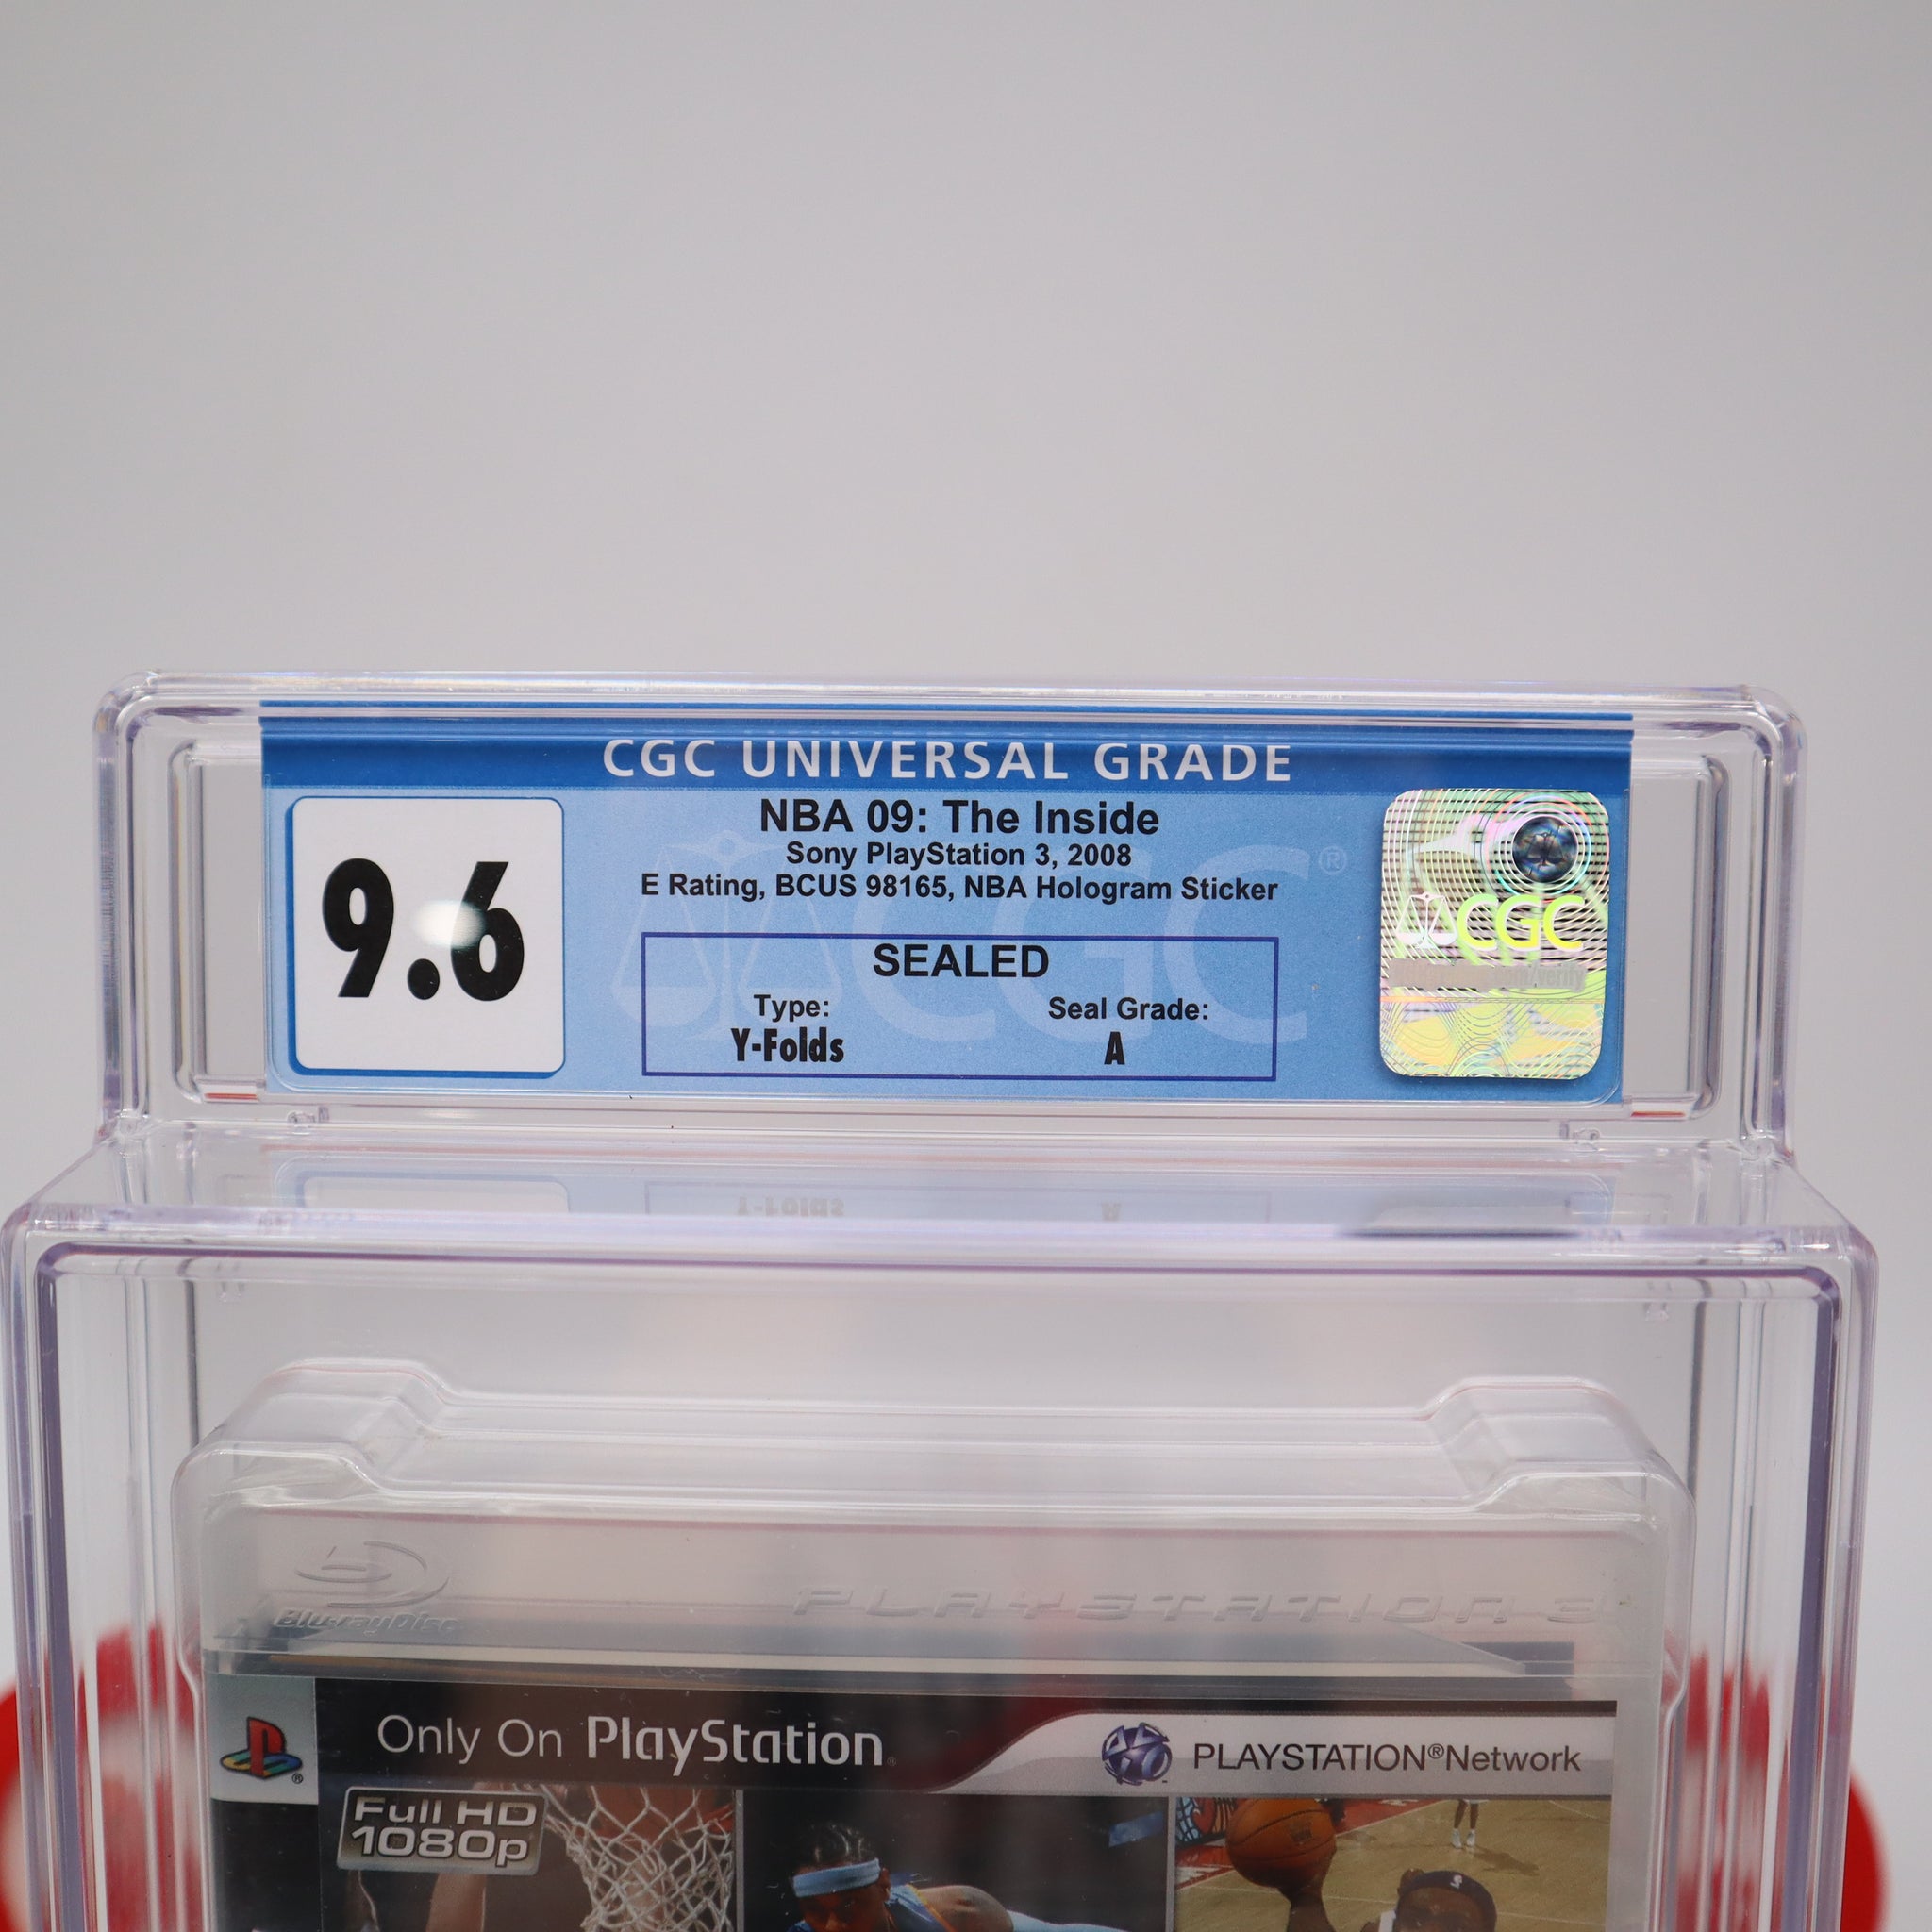 CGC UNIVERSAL GRADE
9.6
NBA 09: The Inside
Sony PlayStation 3, 2008
E Rating, BCUS 98165, NBA Hologram Sticker
SEALED
Type:
Y-Folds
Seal Grade:
A
CGC
CGC ®
Blu-ray Disc
PLAYSTATION 3
Only On PlayStation®
PLAYSTATION®Network
Full HD
1080p